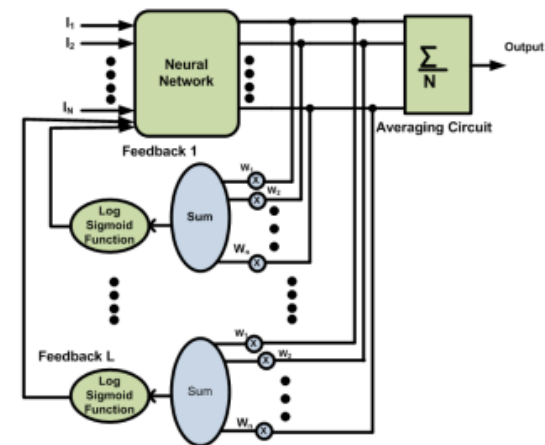 I1
I2
IN
Neural
Network
Σ
N
Output
Averaging Circuit
Feedback 1
W1
X
W2
X
Sum
Log
Sigmoid
Function
Wn
X
Feedback L
W1
X
W2
X
Sum
Log
Sigmoid
Function
Wn
X